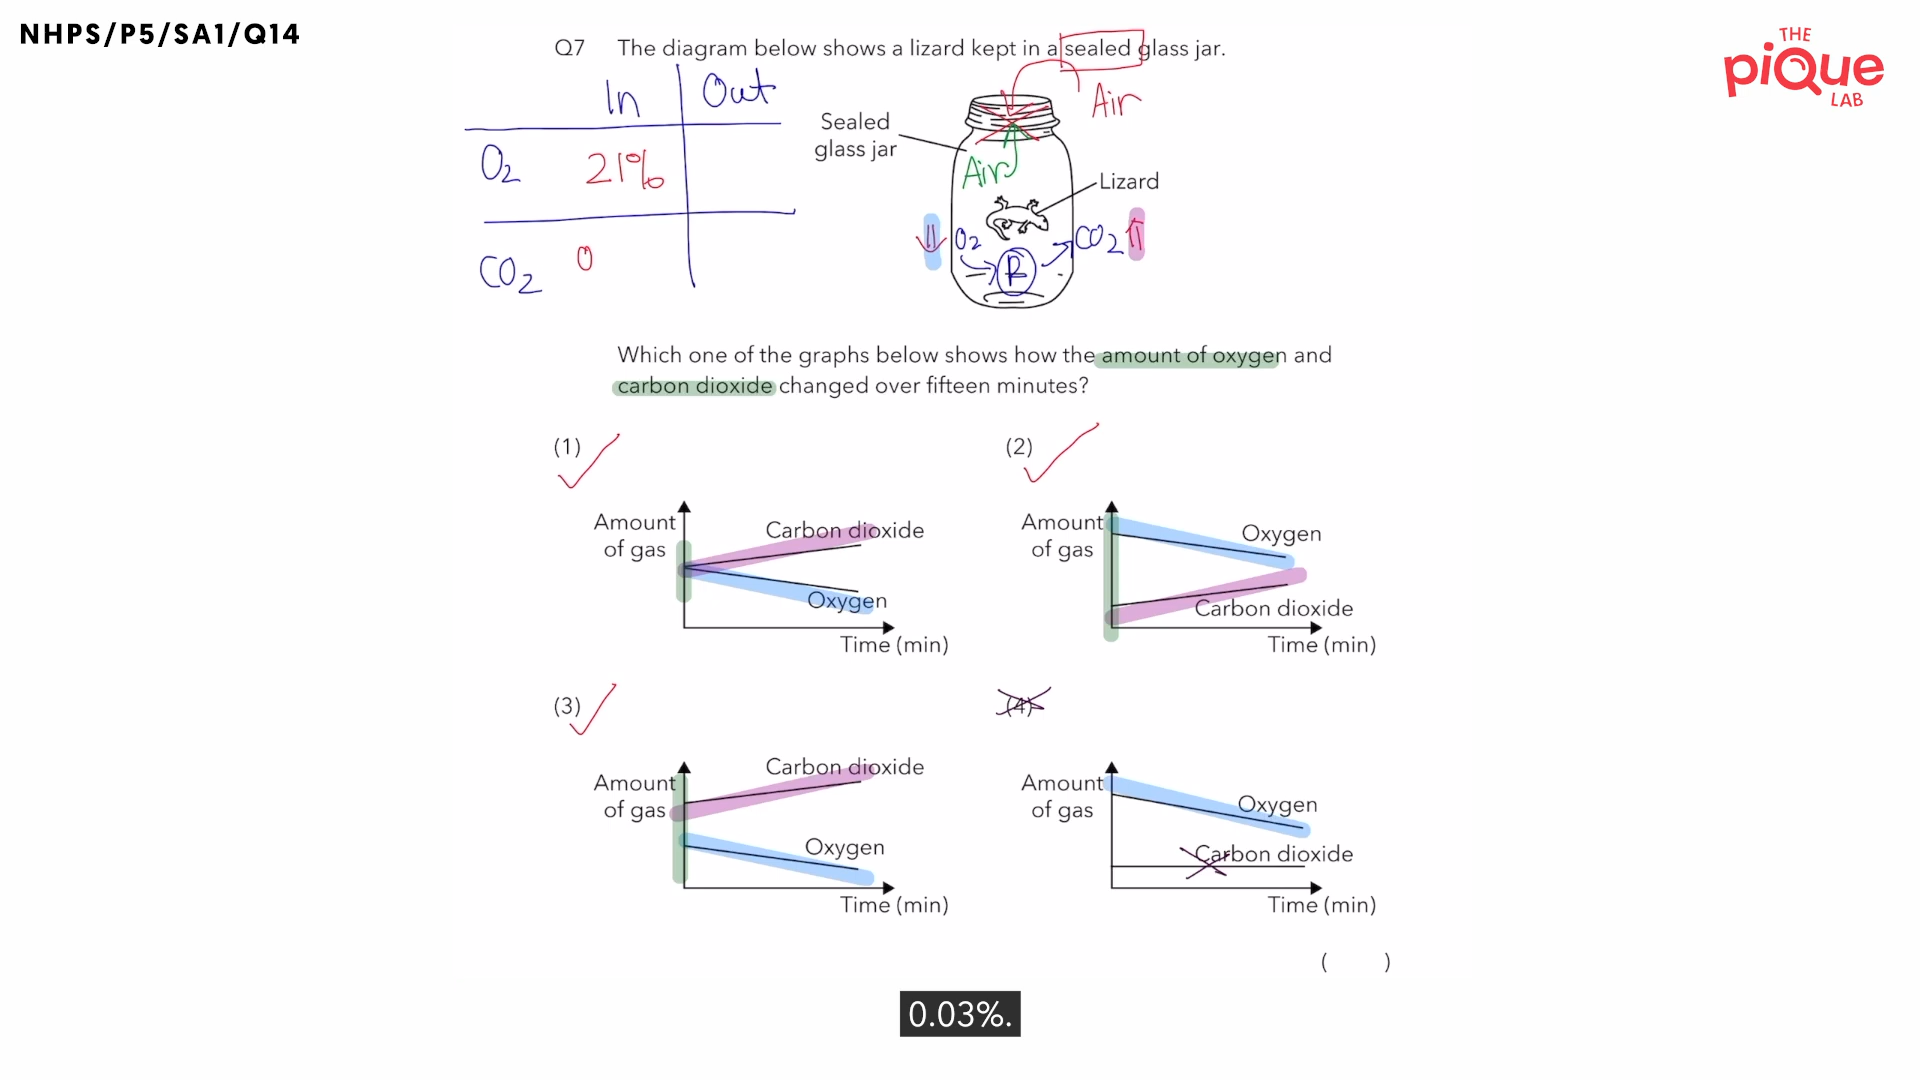 NHPS/P5/SA1/Q14
THE
piQue
LAB
Q7 The diagram below shows a lizard kept in a sealed glass jar.
In Out
O₂ 21%
CO₂ 0
Sealed
glass jar
Air
Air
Lizard
O₂ R CO₂
Which one of the graphs below shows how the amount of oxygen and
carbon dioxide changed over fifteen minutes?
(1)
Amount
of gas
Carbon dioxide
Oxygen
Time (min)
(2)
Amount
of gas
Oxygen
Carbon dioxide
Time (min)
(3)
Amount
of gas
Carbon dioxide
Oxygen
Time (min)
(4)
Amount
of gas
Oxygen
Carbon dioxide
Time (min)
( )
0.03%.